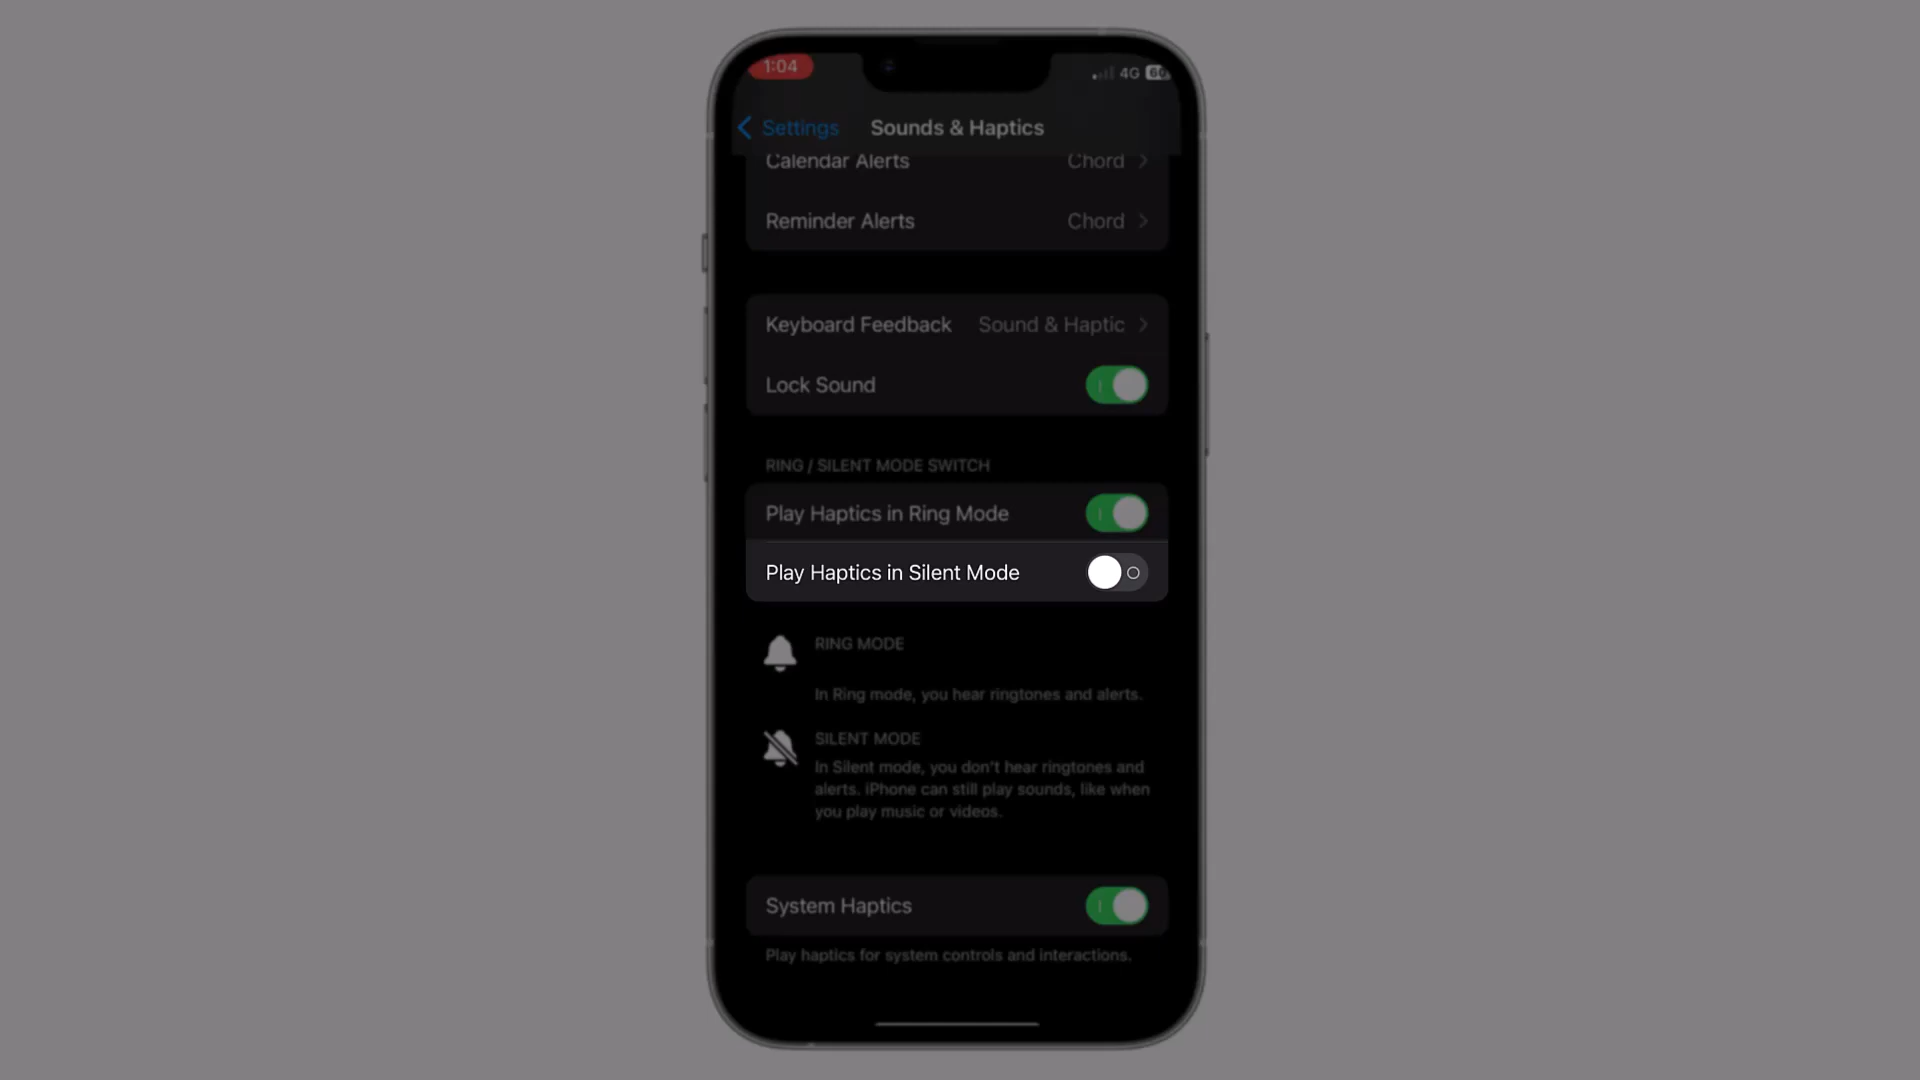 1:04
4G 60
Settings
Sounds & Haptics
Calendar Alerts Chord
Reminder Alerts Chord
Keyboard Feedback Sound & Haptic
Lock Sound
RING / SILENT MODE SWITCH
Play Haptics in Ring Mode
Play Haptics in Silent Mode
RING MODE
In Ring mode, you hear ringtones and alerts.
SILENT MODE
In Silent mode, you don't hear ringtones and
alerts. iPhone can still play sounds, like when
you play music or videos.
System Haptics
Play haptics for system controls and interactions.